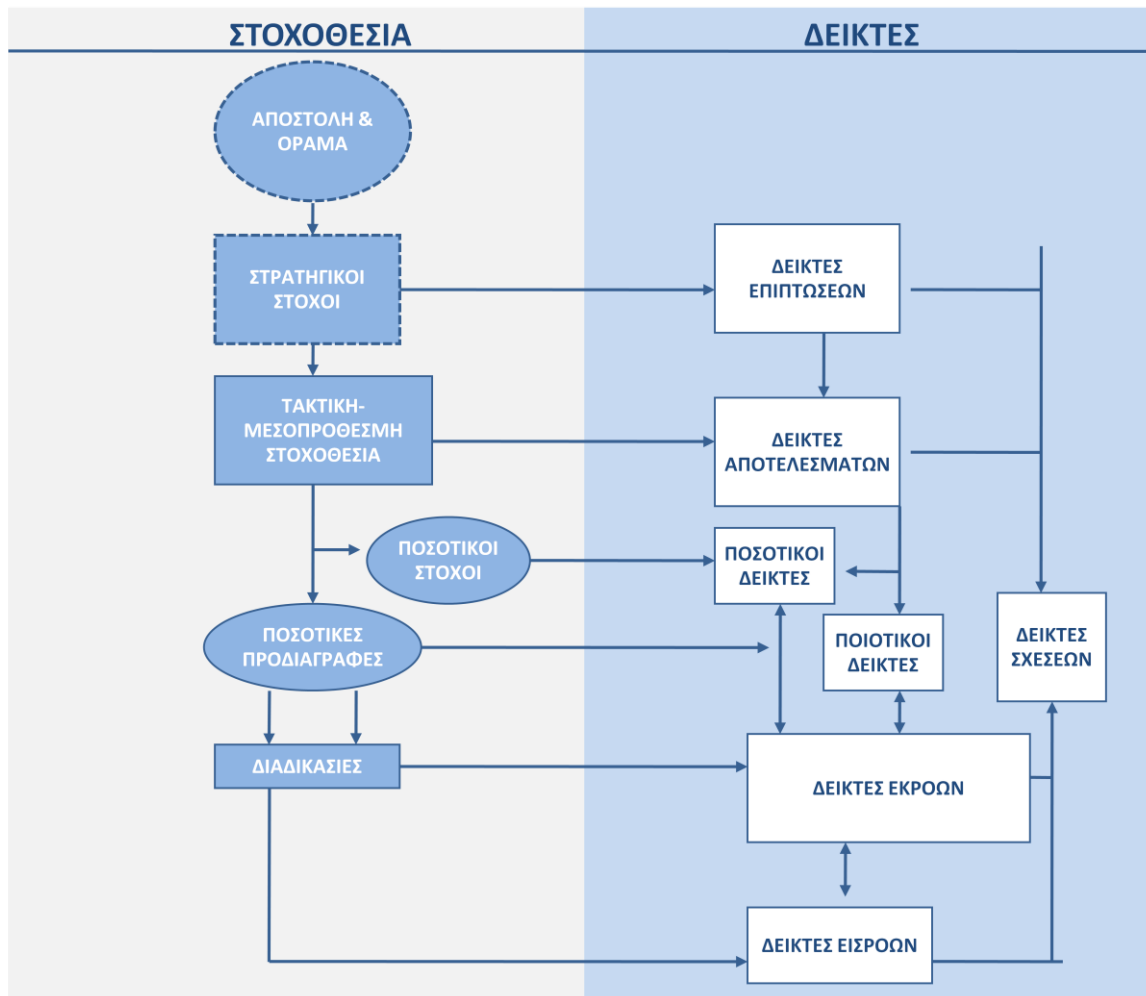 ΣΤΟΧΟΘΕΣΙΑ
ΔΕΙΚΤΕΣ
ΑΠΟΣΤΟΛΗ &
ΟΡΑΜΑ
ΣΤΡΑΤΗΓΙΚΟΙ
ΣΤΟΧΟΙ
ΔΕΙΚΤΕΣ
ΕΠΙΠΤΩΣΕΩΝ
ΤΑΚΤΙΚΗ-
ΜΕΣΟΠΡΟΘΕΣΜΗ
ΣΤΟΧΟΘΕΣΙΑ
ΔΕΙΚΤΕΣ
ΑΠΟΤΕΛΕΣΜΑΤΩΝ
ΠΟΣΟΤΙΚΟΙ
ΣΤΟΧΟΙ
ΠΟΣΟΤΙΚΟΙ
ΔΕΙΚΤΕΣ
ΠΟΣΟΤΙΚΕΣ
ΠΡΟΔΙΑΓΡΑΦΕΣ
ΠΟΙΟΤΙΚΟΙ
ΔΕΙΚΤΕΣ
ΔΕΙΚΤΕΣ
ΣΧΕΣΕΩΝ
ΔΙΑΔΙΚΑΣΙΕΣ
ΔΕΙΚΤΕΣ ΕΚΡΟΩΝ
ΔΕΙΚΤΕΣ ΕΙΣΡΟΩΝ